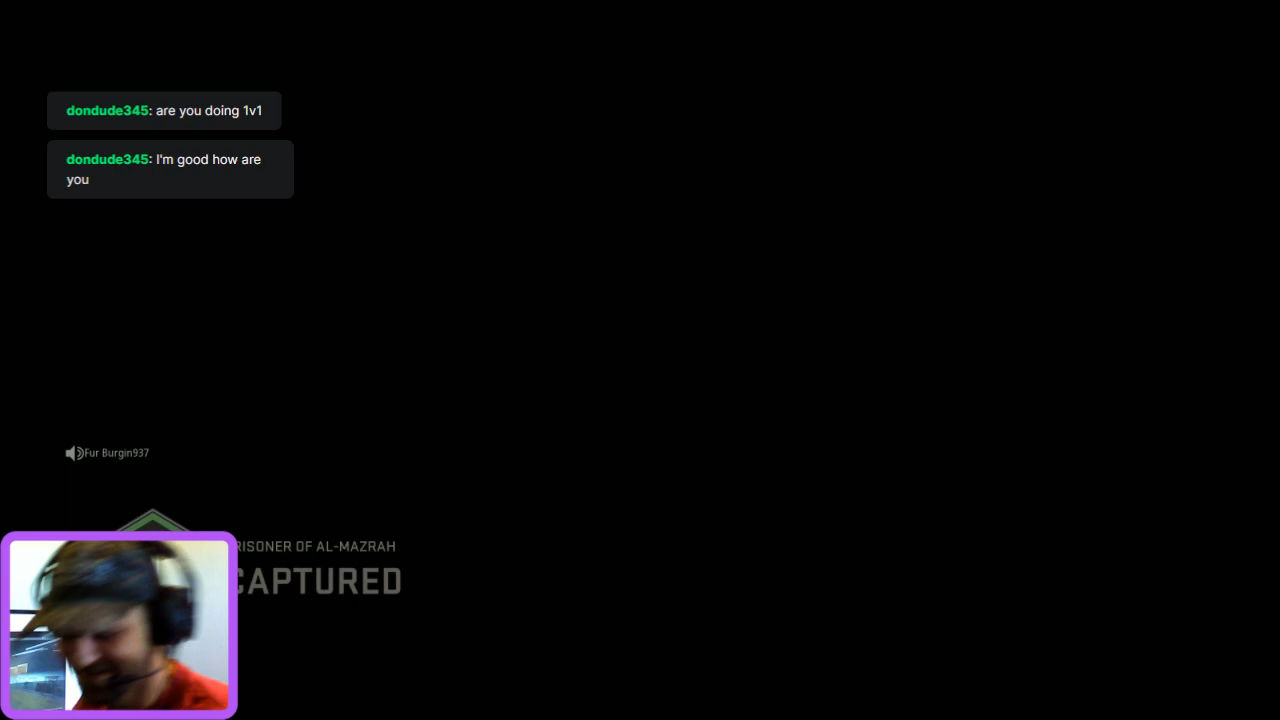 dondude345: are you doing 1v1
dondude345: I'm good how are
you
Fur Burgin937
RISONER OF AL-MAZRAH
CAPTURED